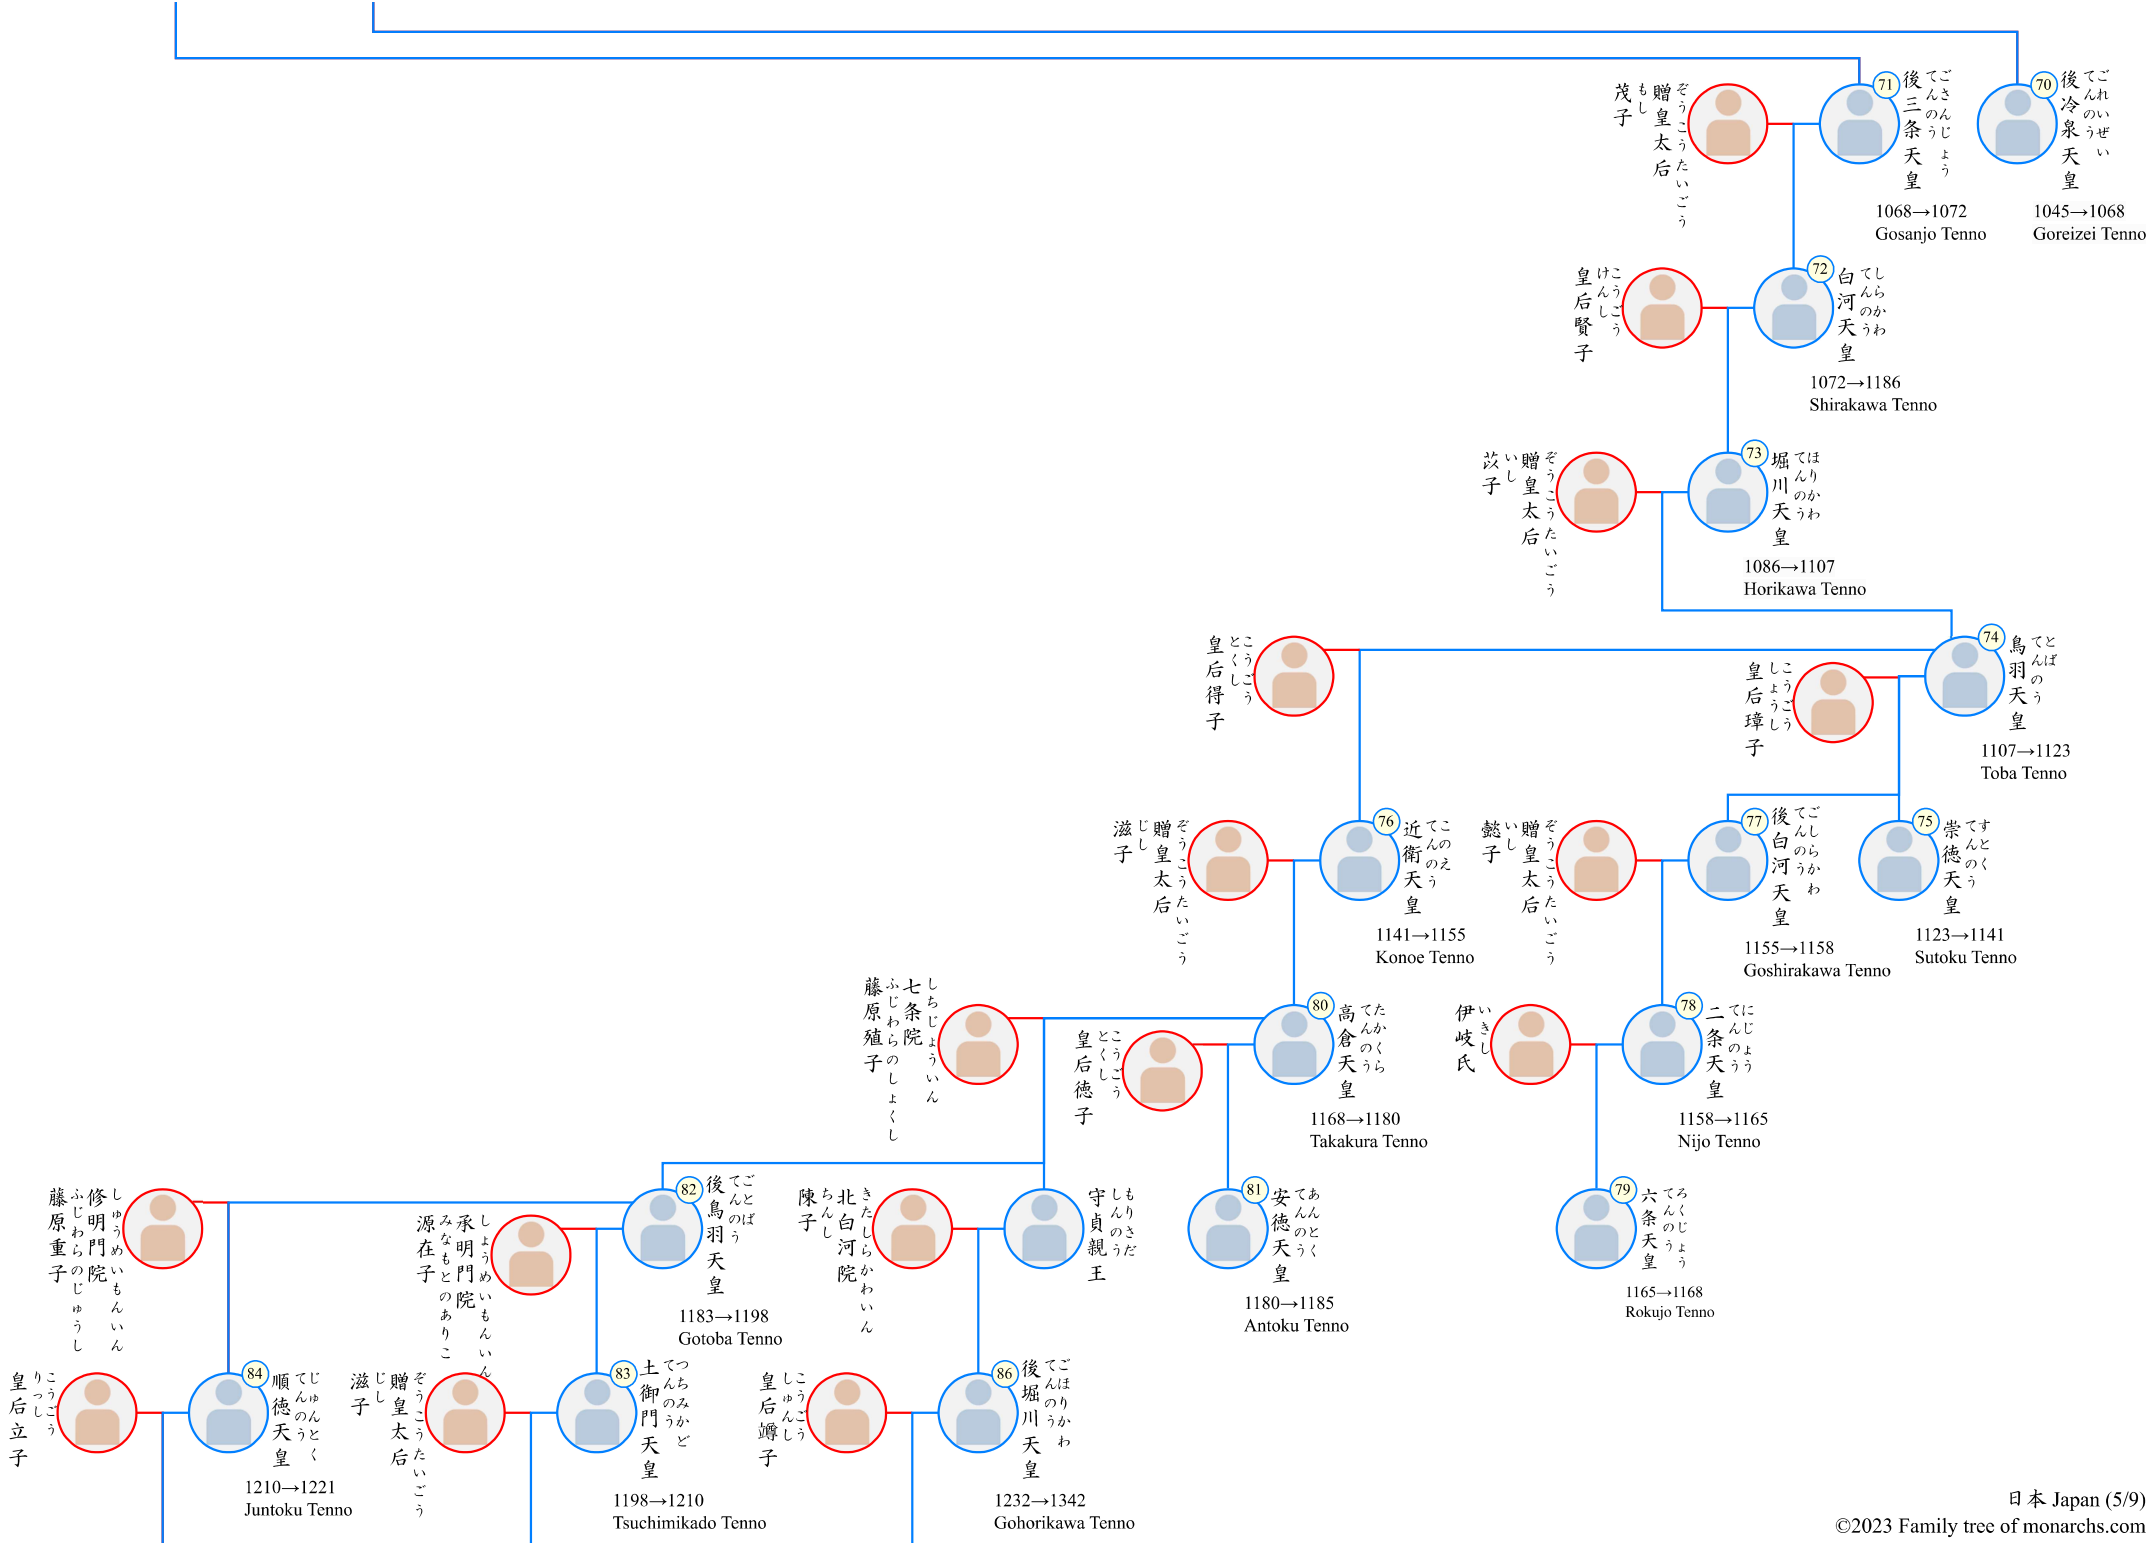 71
後三条天皇
ごさんじょう
てんのう
1068→1072
Gosanjo Tenno
贈皇太后
ぞうこうたいごう
茂子
もし
70
後冷泉天皇
ごれいぜい
てんのう
1045→1068
Goreizei Tenno
72
白河天皇
しらかわ
てんのう
1072→1186
Shirakawa Tenno
皇后賢子
こうごう
けんし
73
堀川天皇
ほりかわ
てんのう
1086→1107
Horikawa Tenno
贈皇太后
ぞうこうたいごう
苡子
いし
74
鳥羽天皇
とば
てんのう
1107→1123
Toba Tenno
皇后得子
こうごう
とくし
皇后璋子
こうごう
しょうし
76
近衛天皇
このえ
てんのう
1141→1155
Konoe Tenno
贈皇太后
ぞうこうたいごう
滋子
じし
77
後白河天皇
ごしらかわ
てんのう
1155→1158
Goshirakawa Tenno
贈皇太后
ぞうこうたいごう
懿子
いし
75
崇徳天皇
すとく
てんのう
1123→1141
Sutoku Tenno
80
高倉天皇
たかくら
てんのう
1168→1180
Takakura Tenno
七条院
しちじょういん
藤原殖子
ふじわらのしょくし
皇后徳子
こうごう
とくし
78
二条天皇
にじょう
てんのう
1158→1165
Nijo Tenno
伊岐氏
いきし
82
後鳥羽天皇
ごとば
てんのう
1183→1198
Gotoba Tenno
修明門院
しゅうめいもんいん
藤原重子
ふじわらのじゅうし
承明門院
しょうめいもんいん
源在子
みなもとのありこ
守貞親王
もりさだ
しんのう
北白河院
きたしらかわいん
陳子
ちんし
81
安徳天皇
あんとく
てんのう
1180→1185
Antoku Tenno
79
六条天皇
ろくじょう
てんのう
1165→1168
Rokujo Tenno
84
順徳天皇
じゅんとく
てんのう
1210→1221
Juntoku Tenno
皇后立子
こうごう
りっし
83
土御門天皇
つちみかど
てんのう
1198→1210
Tsuchimikado Tenno
贈皇太后
ぞうこうたいごう
滋子
じし
86
後堀川天皇
ごほりかわ
てんのう
1232→1342
Gohorikawa Tenno
皇后竴子
こうごう
しゅんし
日本 Japan (5/9)
©2023 Family tree of monarchs.com